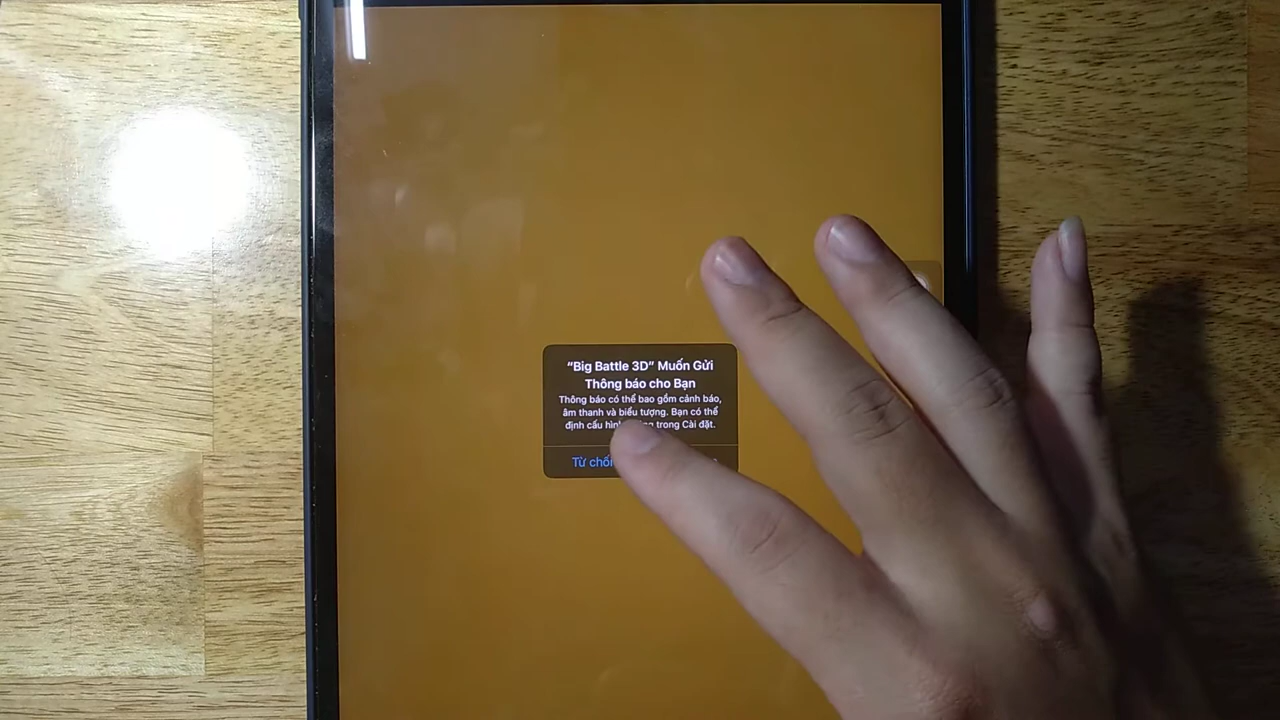 “Big Battle 3D” Muốn Gửi
Thông báo cho Bạn
Thông báo có thể bao gồm cảnh báo,
âm thanh và biểu tượng. Bạn có thể
định cấu hình trong Cài đặt.
Từ chối